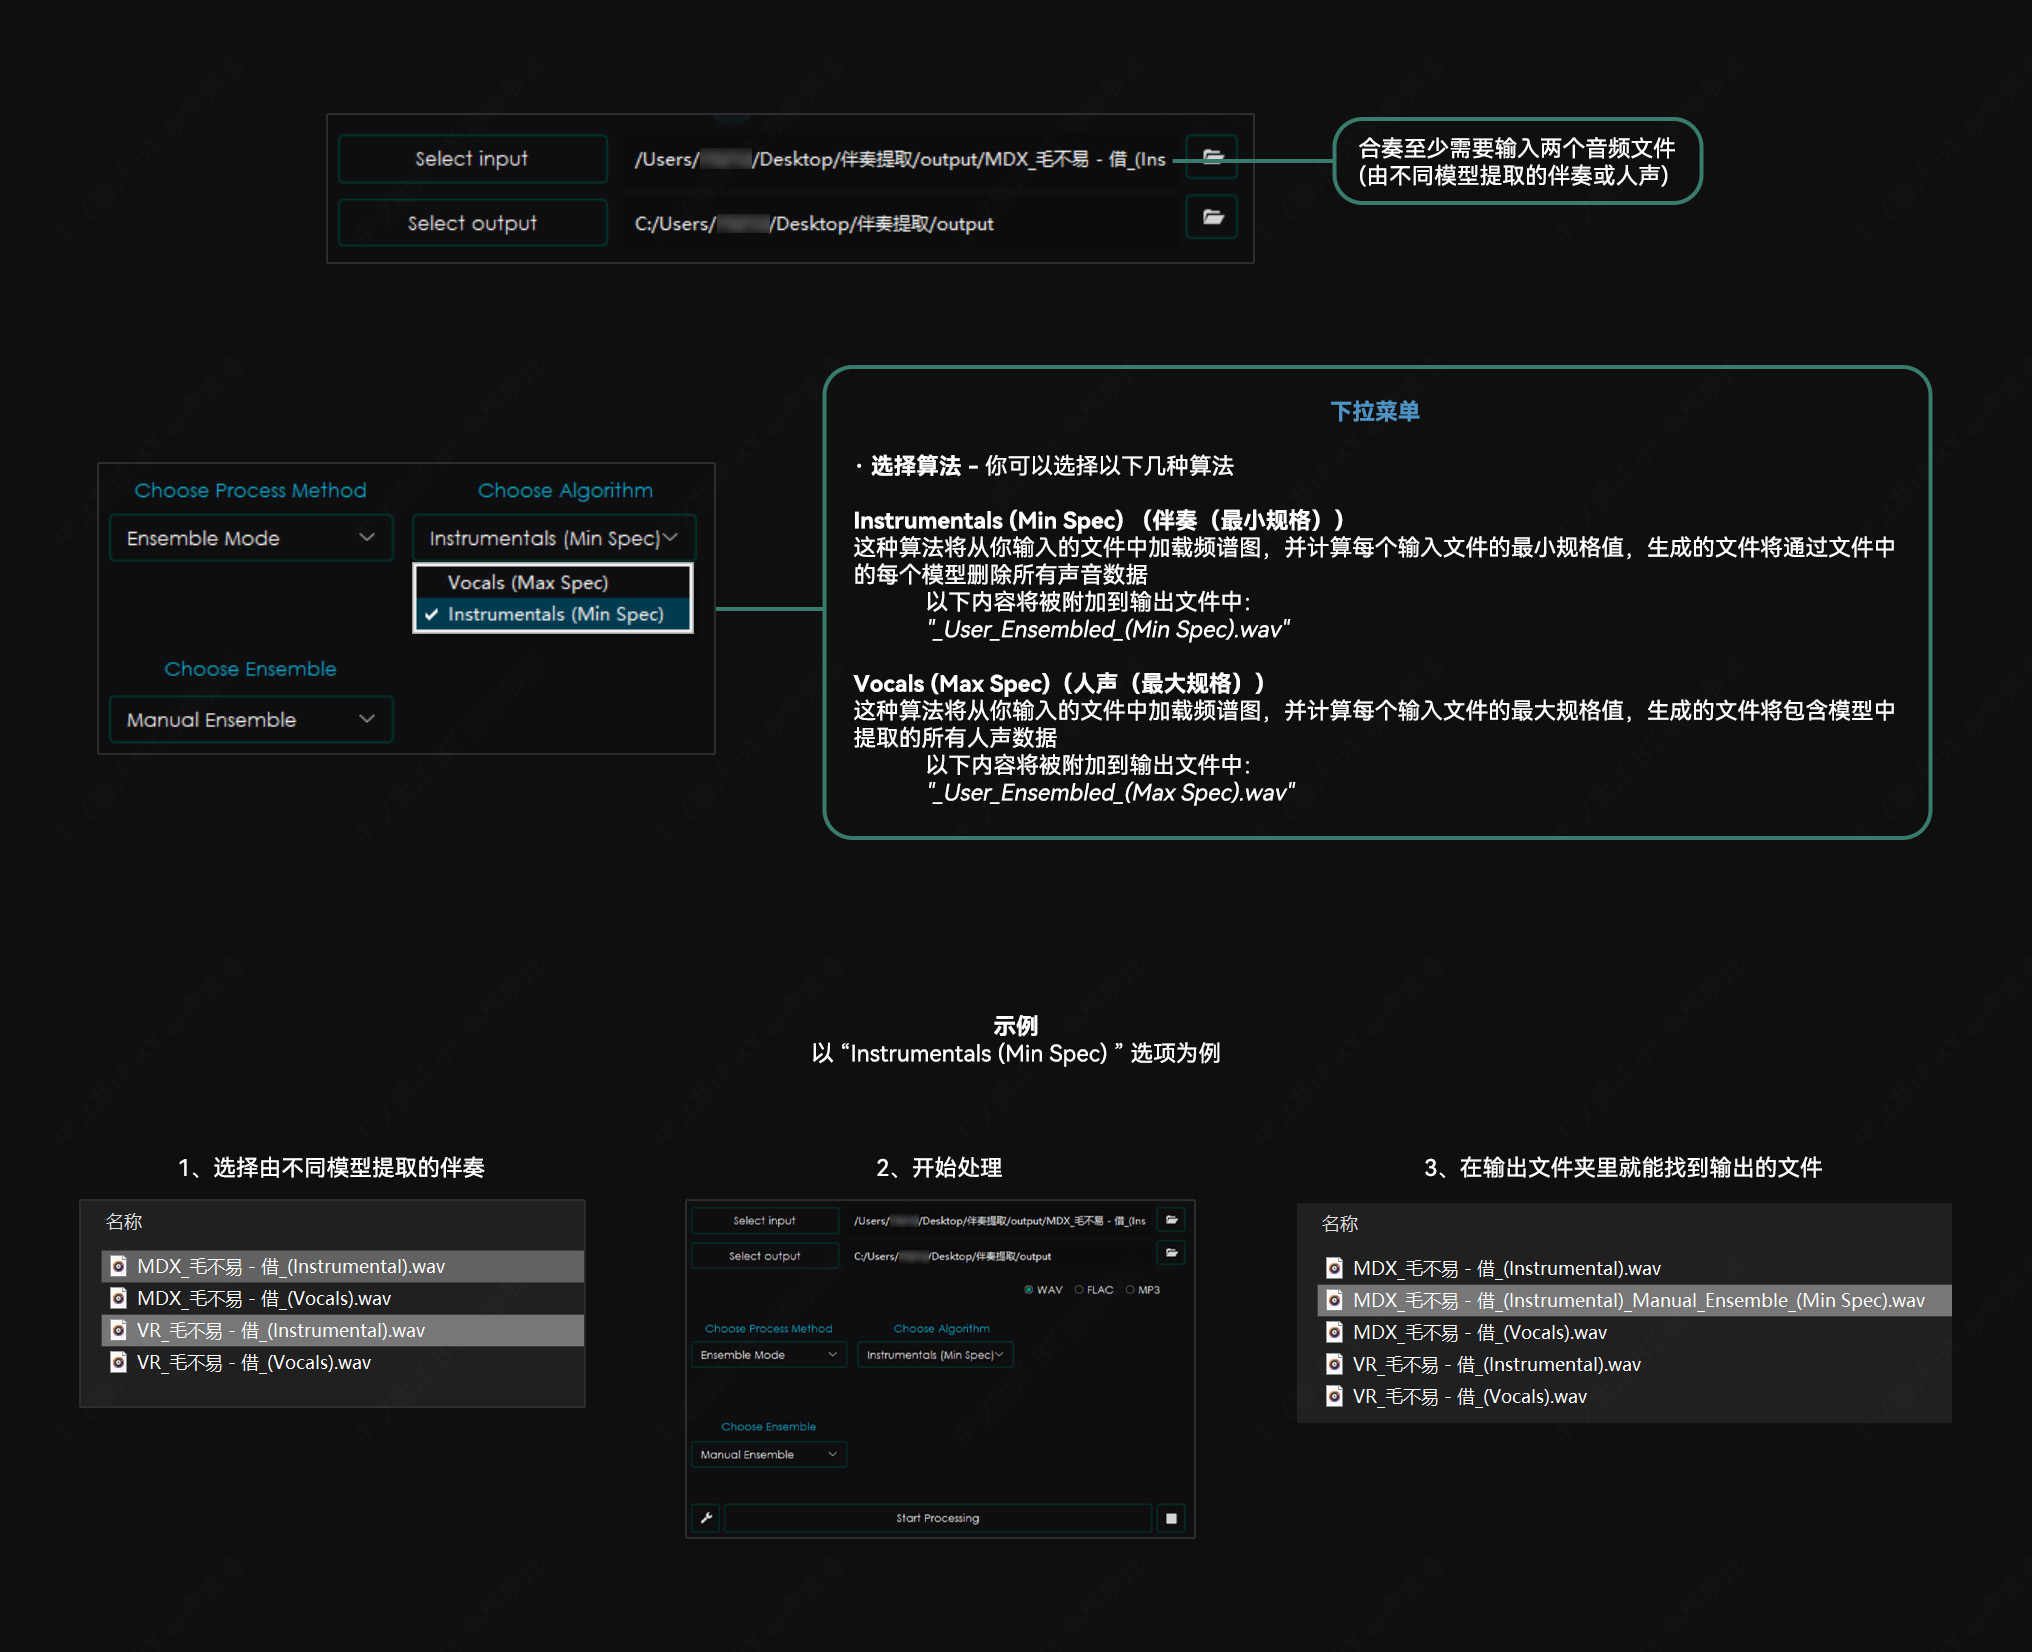 Select input
/Users/ /Desktop/伴奏提取/output/MDX_毛不易 - 借_(Ins
合奏至少需要输入两个音频文件
(由不同模型提取的伴奏或人声)
Select output
C:/Users/ /Desktop/伴奏提取/output
Choose Process Method
Choose Algorithm
Ensemble Mode
Instrumentals (Min Spec)
Vocals (Max Spec)
Instrumentals (Min Spec)
Choose Ensemble
Manual Ensemble
下拉菜单
· 选择算法 - 你可以选择以下几种算法
Instrumentals (Min Spec) （伴奏（最小规格））
这种算法将从你输入的文件中加载频谱图，并计算每个输入文件的最小规格值，生成的文件将通过文件中
的每个模型删除所有声音数据
以下内容将被附加到输出文件中：
"_User_Ensembled_(Min Spec).wav"
Vocals (Max Spec)（人声（最大规格））
这种算法将从你输入的文件中加载频谱图，并计算每个输入文件的最大规格值，生成的文件将包含模型中
提取的所有人声数据
以下内容将被附加到输出文件中：
"_User_Ensembled_(Max Spec).wav"
示例
以 “Instrumentals (Min Spec) ” 选项为例
1、选择由不同模型提取的伴奏
名称
MDX_毛不易 - 借_(Instrumental).wav
MDX_毛不易 - 借_(Vocals).wav
VR_毛不易 - 借_(Instrumental).wav
VR_毛不易 - 借_(Vocals).wav
2、开始处理
Select input
/Users/ /Desktop/伴奏提取/output/MDX_毛不易 - 借_(Ins
Select output
C:/Users/ /Desktop/伴奏提取/output
WAV FLAC MP3
Choose Process Method
Choose Algorithm
Ensemble Mode
Instrumentals (Min Spec)
Choose Ensemble
Manual Ensemble
Start Processing
3、在输出文件夹里就能找到输出的文件
名称
MDX_毛不易 - 借_(Instrumental).wav
MDX_毛不易 - 借_(Instrumental)_Manual_Ensemble_(Min Spec).wav
MDX_毛不易 - 借_(Vocals).wav
VR_毛不易 - 借_(Instrumental).wav
VR_毛不易 - 借_(Vocals).wav